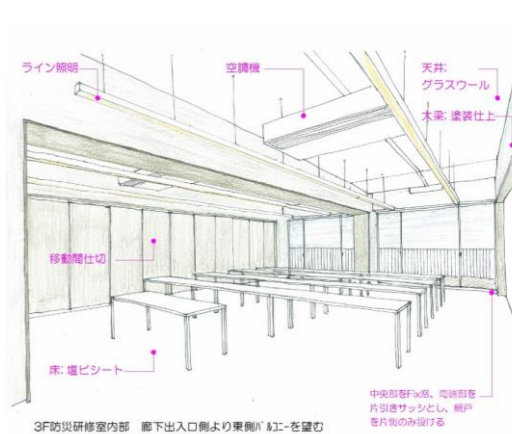 ライン照明
空調機
天井:
グラスウール
大梁: 塗装仕上
移動間仕切
床: 塩ビシート
中央部をFix窓、両端部を
片引きサッシとし、網戸
を片側のみ設ける
3F防災研修室内部 廊下出入口側より東側ﾊﾞﾙｺﾆｰを望む